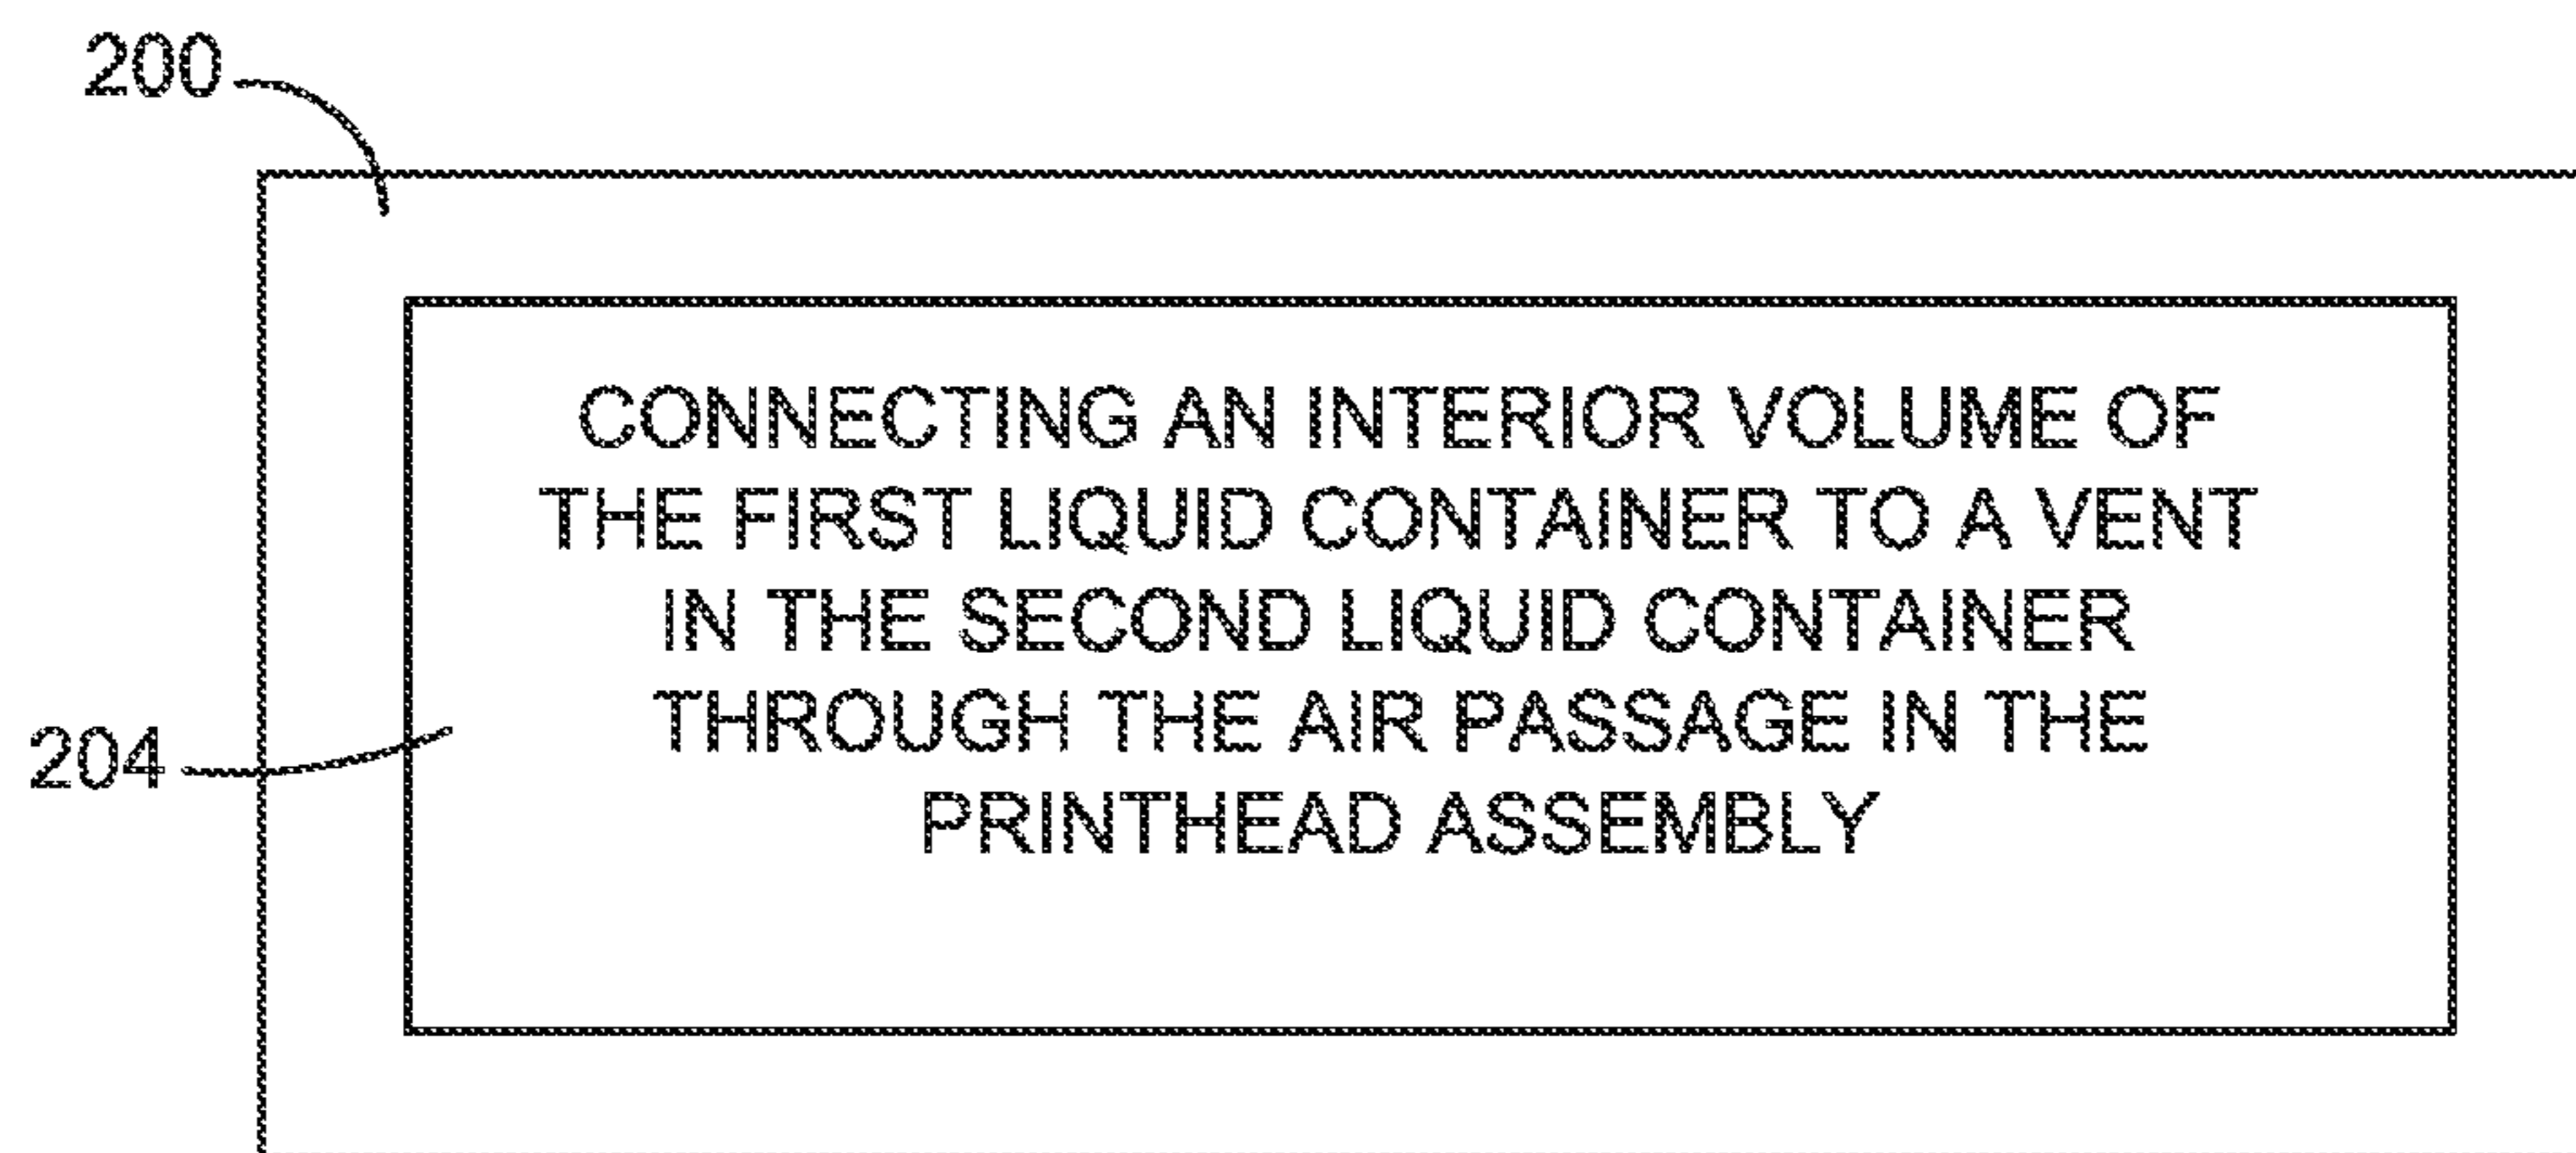 200
CONNECTING AN INTERIOR VOLUME OF
THE FIRST LIQUID CONTAINER TO A VENT
IN THE SECOND LIQUID CONTAINER
THROUGH THE AIR PASSAGE IN THE
204
PRINTHEAD ASSEMBLY